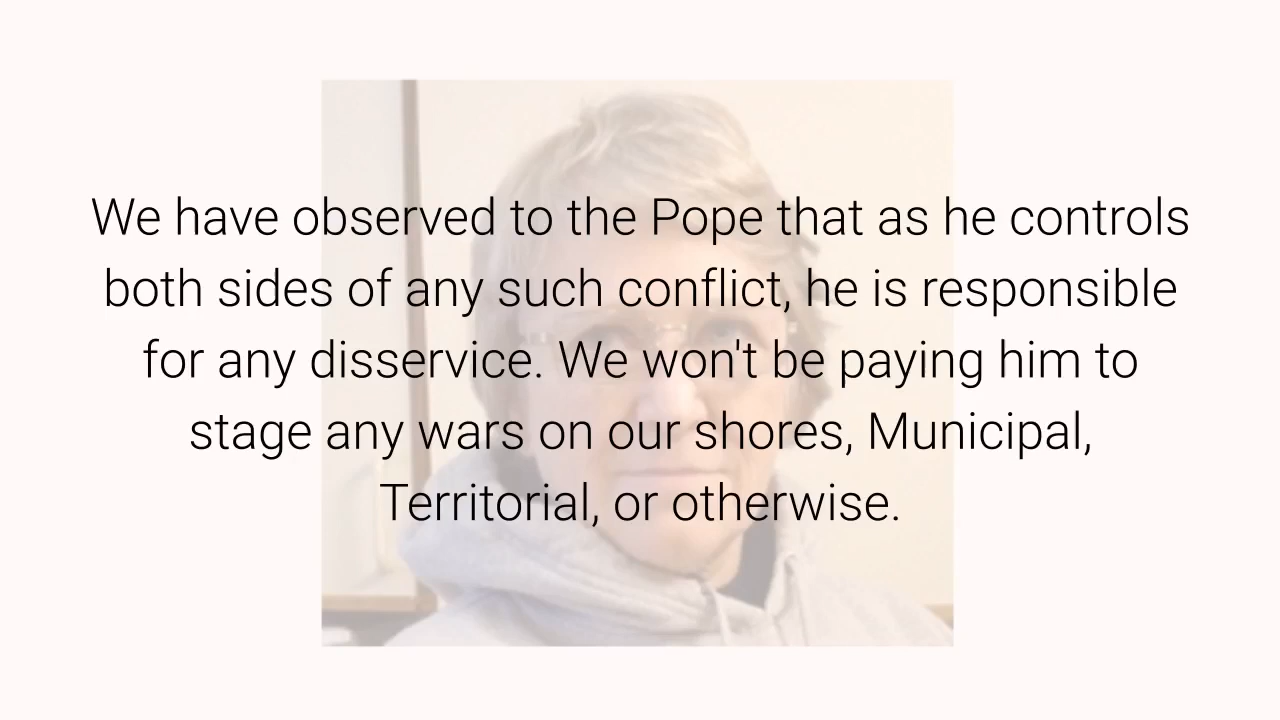 We have observed to the Pope that as he controls
both sides of any such conflict, he is responsible
for any disservice. We won't be paying him to
stage any wars on our shores, Municipal,
Territorial, or otherwise.